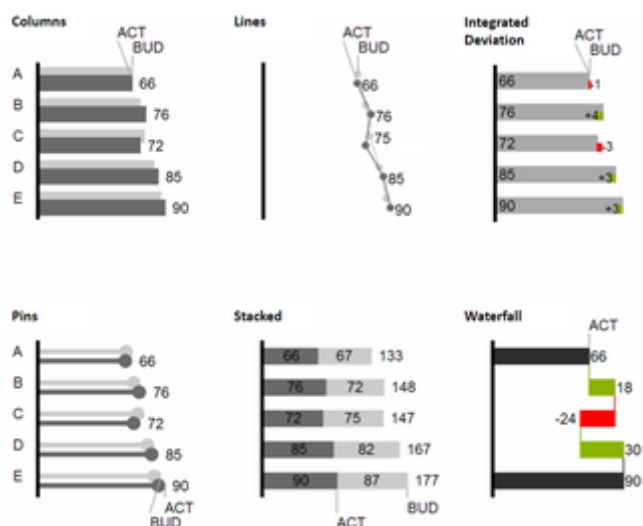 Columns
ACT
BUD
A
66
B
76
C
72
D
85
E
90
Lines
ACT
BUD
66
76
75
85
90
Integrated
Deviation
ACT
BUD
66 -1
76 +4
72 -3
85 +3
90 +3
Pins
A
66
B
76
C
72
D
85
E
90
ACT
BUD
Stacked
66 67 133
76 72 148
72 75 147
85 82 167
90 87 177
BUD
ACT
Waterfall
ACT
66
18
-24
30
90